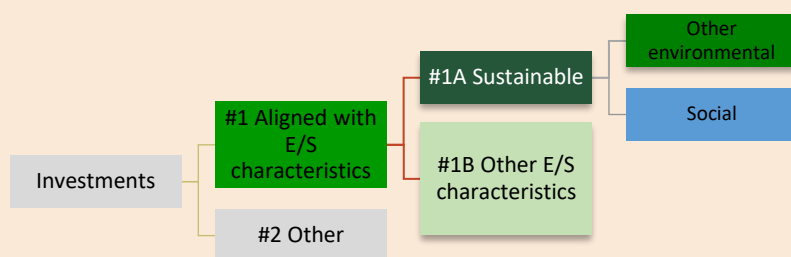 Investments
#1 Aligned with
E/S
characteristics
#2 Other
#1A Sustainable
#1B Other E/S
characteristics
Other
environmental
Social